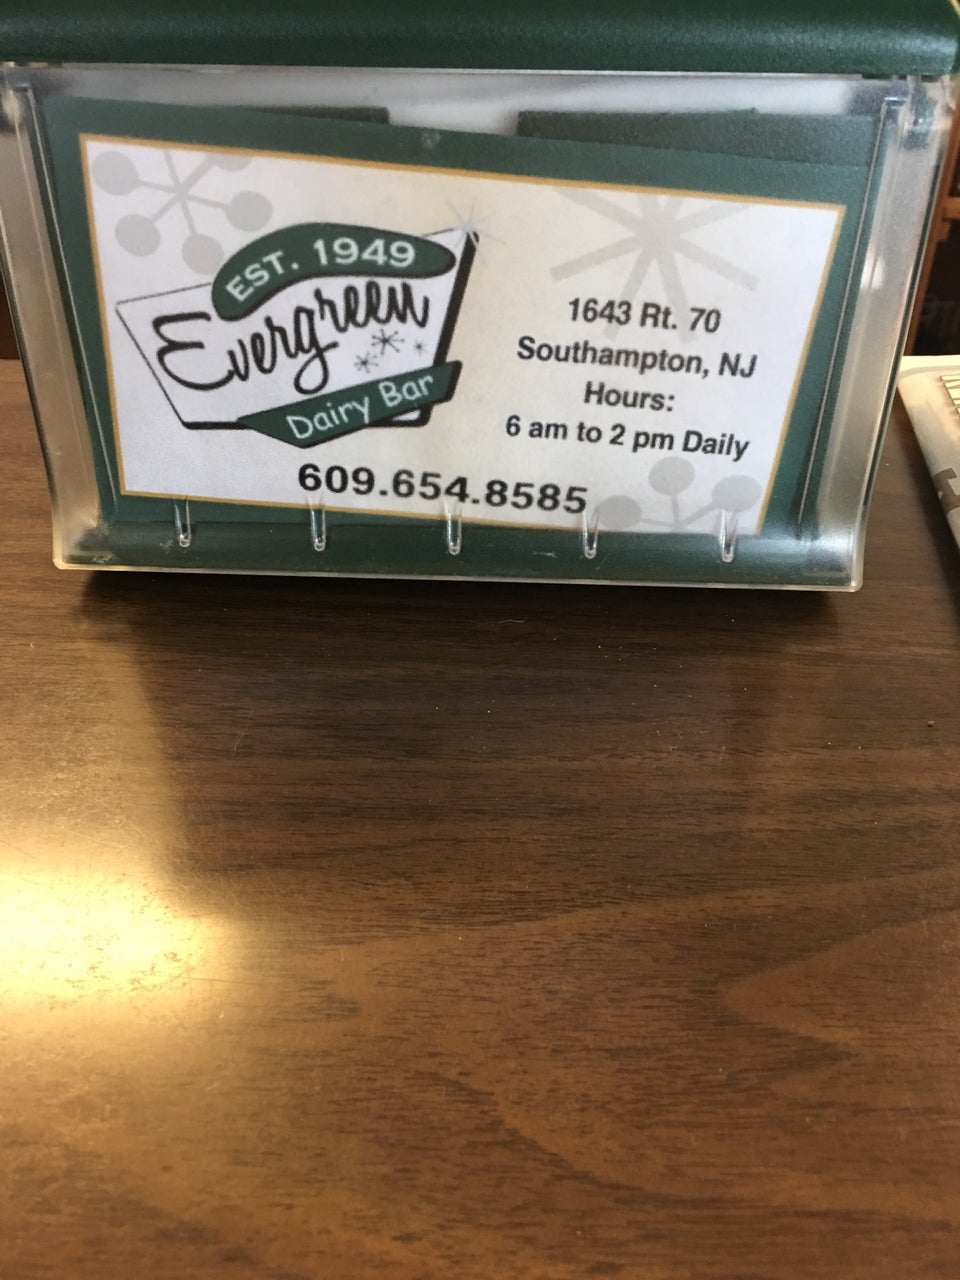 EST. 1949
Evergreen
Dairy Bar
1643 Rt. 70
Southampton, NJ
Hours:
6 am to 2 pm Daily
609.654.8585